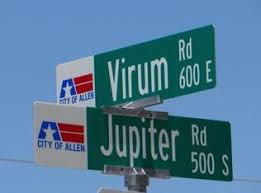 Virum Rd
600 E
CITY OF ALLEN
Jupiter Rd
500 S
CITY OF ALLEN